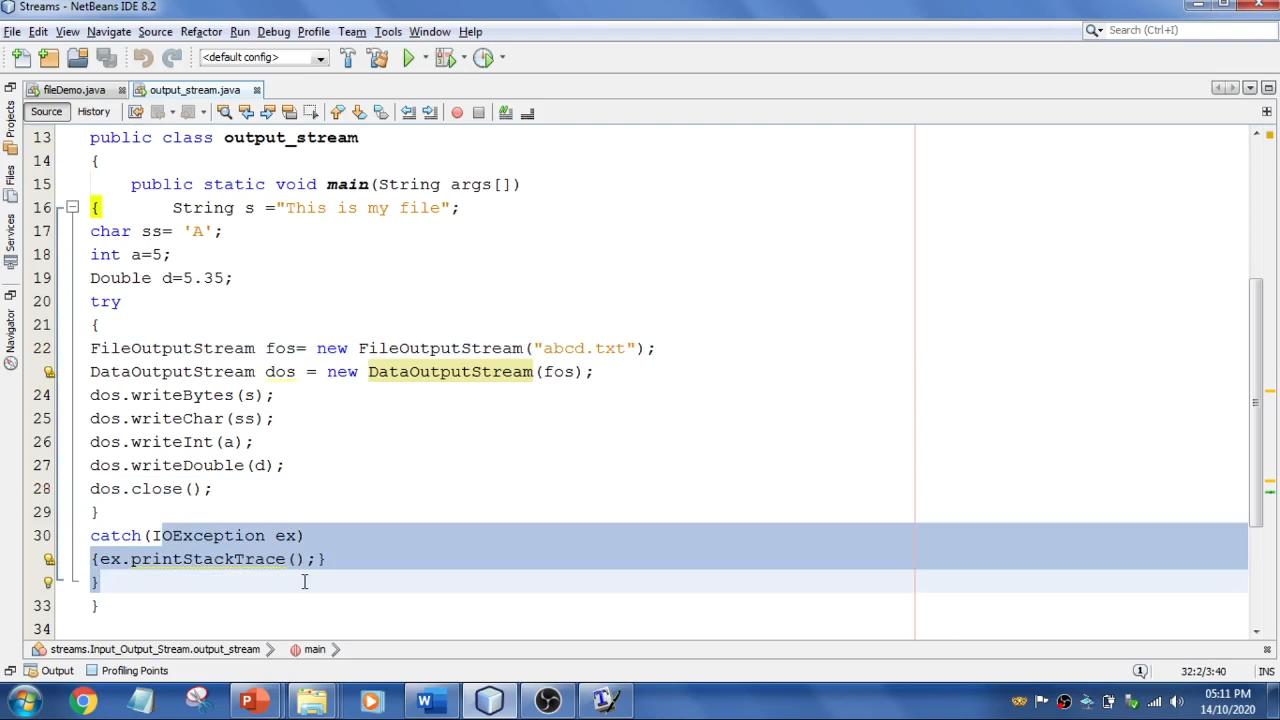 Streams - NetBeans IDE 8.2
File Edit View Navigate Source Refactor Run Debug Profile Team Tools Window Help
Search (Ctrl+I)
<default config>
fileDemo.java output_stream.java
Source History
Projects
Files
Services
Navigator
13 public class output_stream
14 {
15 public static void main(String args[])
16 { String s ="This is my file";
17 char ss= 'A';
18 int a=5;
19 Double d=5.35;
20 try
21 {
22 FileOutputStream fos= new FileOutputStream("abcd.txt");
DataOutputStream dos = new DataOutputStream(fos);
24 dos.writeBytes(s);
25 dos.writeChar(ss);
26 dos.writeInt(a);
27 dos.writeDouble(d);
28 dos.close();
29 }
30 catch(IOException ex)
{ex.printStackTrace();}
}
33 }
34
streams.Input_Output_Stream.output_stream main
Output Profiling Points
1 32:2/3:40 INS
05:11 PM
14/10/2020